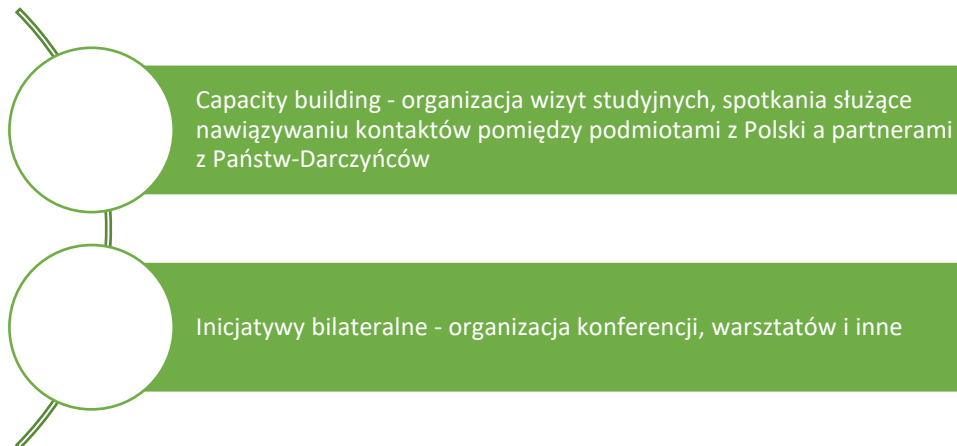 Capacity building - organizacja wizyt studyjnych, spotkania służące
nawiązywaniu kontaktów pomiędzy podmiotami z Polski a partnerami
z Państw-Darczyńców
Inicjatywy bilateralne - organizacja konferencji, warsztatów i inne